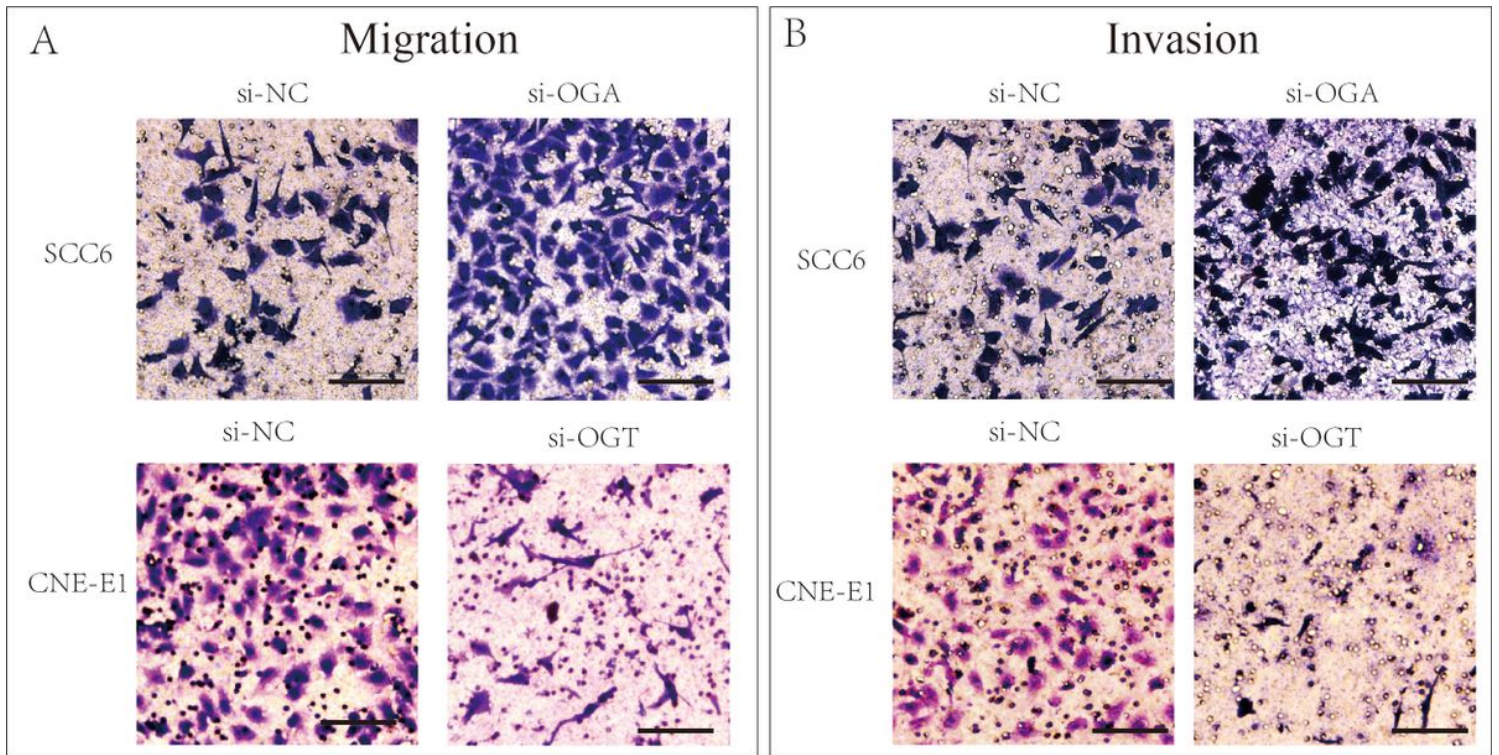 A
Migration
si-NC
si-OGA
SCC6
si-NC
si-OGT
CNE-E1
B
Invasion
si-NC
si-OGA
SCC6
si-NC
si-OGT
CNE-E1